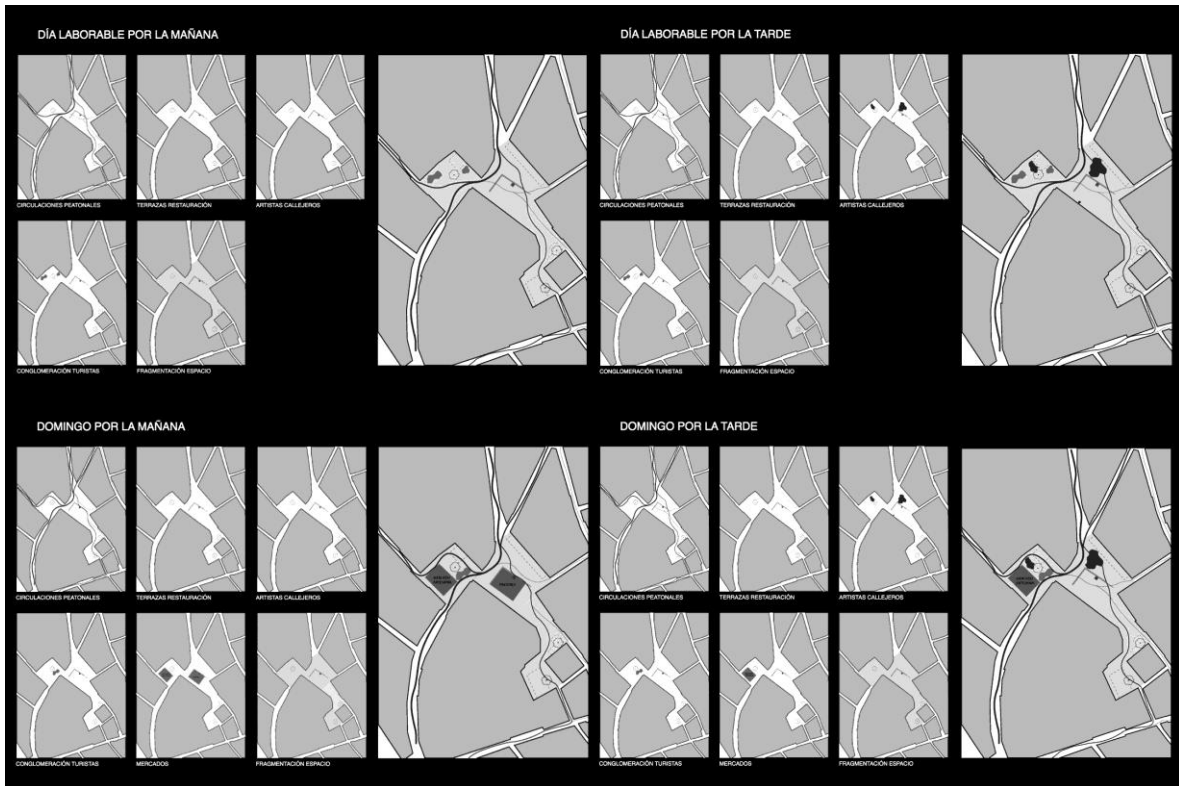 DÍA LABORABLE POR LA MAÑANA
CIRCULACIONES PEATONALES
TERRAZAS RESTAURACIÓN
ARTISTAS CALLEJEROS
CONGLOMERACIÓN TURISTAS
FRAGMENTACIÓN ESPACIO
DÍA LABORABLE POR LA TARDE
CIRCULACIONES PEATONALES
TERRAZAS RESTAURACIÓN
ARTISTAS CALLEJEROS
CONGLOMERACIÓN TURISTAS
FRAGMENTACIÓN ESPACIO
DOMINGO POR LA MAÑANA
CIRCULACIONES PEATONALES
TERRAZAS RESTAURACIÓN
ARTISTAS CALLEJEROS
CONGLOMERACIÓN TURISTAS
MERCADOS
FRAGMENTACIÓN ESPACIO
DOMINGO POR LA TARDE
CIRCULACIONES PEATONALES
TERRAZAS RESTAURACIÓN
ARTISTAS CALLEJEROS
CONGLOMERACIÓN TURISTAS
MERCADOS
FRAGMENTACIÓN ESPACIO